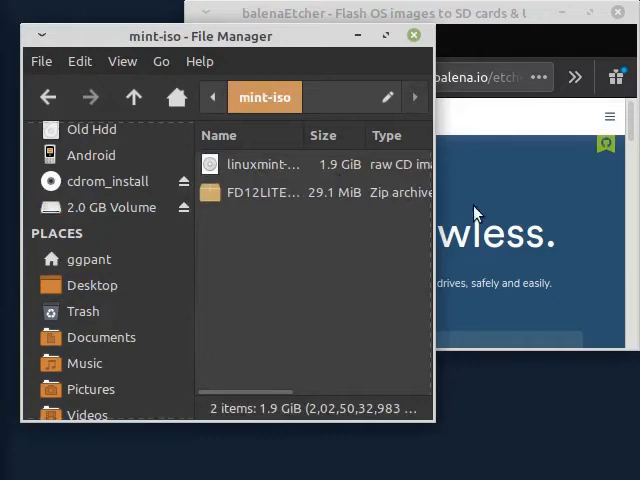 balenaEtcher - Flash OS images to SD cards & U
mint-iso - File Manager
File Edit View Go Help
balena.io/etch
mint-iso
Old Hdd
Android
cdrom_install
2.0 GB Volume
PLACES
ggpant
Desktop
Trash
Documents
Music
Pictures
Videos
Name Size Type
linuxmint-... 1.9 GiB raw CD ima
FD12LITE... 29.1 MiB Zip archive
2 items: 1.9 GiB (2,02,50,32,983 ...
wless.
drives, safely and easily.